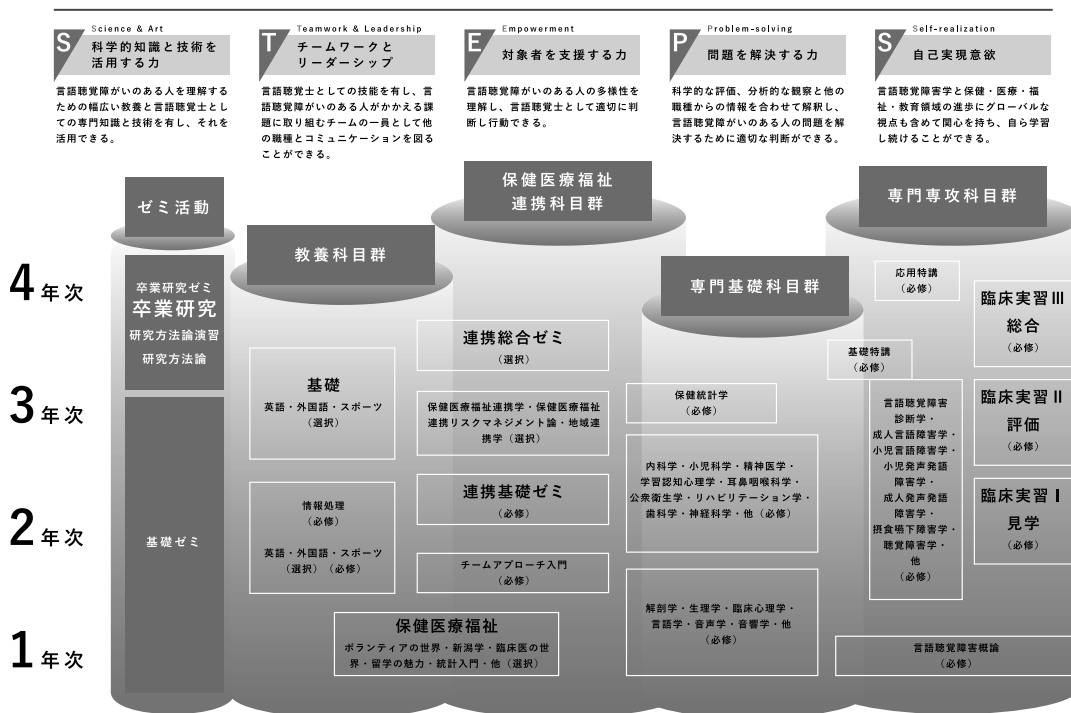 S
Science & Art
科学的知識と技術を
活用する力
言語聴覚障がいのある人を理解する
ための幅広い教養と言語聴覚士とし
ての専門知識と技術を有し、それを
活用できる。
T
Teamwork & Leadership
チームワークと
リーダーシップ
言語聴覚士としての技能を有し、言
語聴覚障がいのある人がかかえる課
題に取り組むチームの一員として他
の職種とコミュニケーションを図る
ことができる。
E
Empowerment
対象者を支援する力
言語聴覚障がいのある人の多様性を
理解し、言語聴覚士として適切に判
断し行動できる。
P
Problem-solving
問題を解決する力
科学的な評価、分析的な観察と他の
職種からの情報を合わせて解釈し、
言語聴覚障がいのある人の問題を解
決するために適切な判断ができる。
S
Self-realization
自己実現意欲
言語聴覚障害学と保健・医療・福
祉・教育領域の進歩にグローバルな
視点も含めて関心を持ち、自ら学習
し続けることができる。
4年次
3年次
2年次
1年次
ゼミ活動
卒業研究ゼミ
卒業研究
研究方法論演習
研究方法論
基礎ゼミ
教養科目群
基礎
英語・外国語・スポーツ
（選択）
情報処理
（必修）
英語・外国語・スポーツ
（選択）（必修）
保健医療福祉
連携科目群
連携総合ゼミ
（選択）
保健医療福祉連携学・保健医療福祉
連携リスクマネジメント論・地域連
携学（選択）
連携基礎ゼミ
（必修）
チームアプローチ入門
（必修）
保健医療福祉
ボランティアの世界・新潟学・臨床医の世
界・留学の魅力・統計入門・他（選択）
専門基礎科目群
保健統計学
（必修）
内科学・小児科学・精神医学・
学習認知心理学・耳鼻咽喉科学・
公衆衛生学・リハビリテーション学・
歯科学・神経科学・他（必修）
解剖学・生理学・臨床心理学・
言語学・音声学・音響学・他
（必修）
専門専攻科目群
応用特講
（必修）
基礎特講
（必修）
言語聴覚障害
診断学・
成人言語障害学・
小児言語障害学・
小児発声発語
障害学・
成人発声発語
障害学・
摂食嚥下障害学・
聴覚障害学・
他
（必修）
臨床実習Ⅲ
総合
（必修）
臨床実習Ⅱ
評価
（必修）
臨床実習Ⅰ
見学
（必修）
言語聴覚障害概論
（必修）